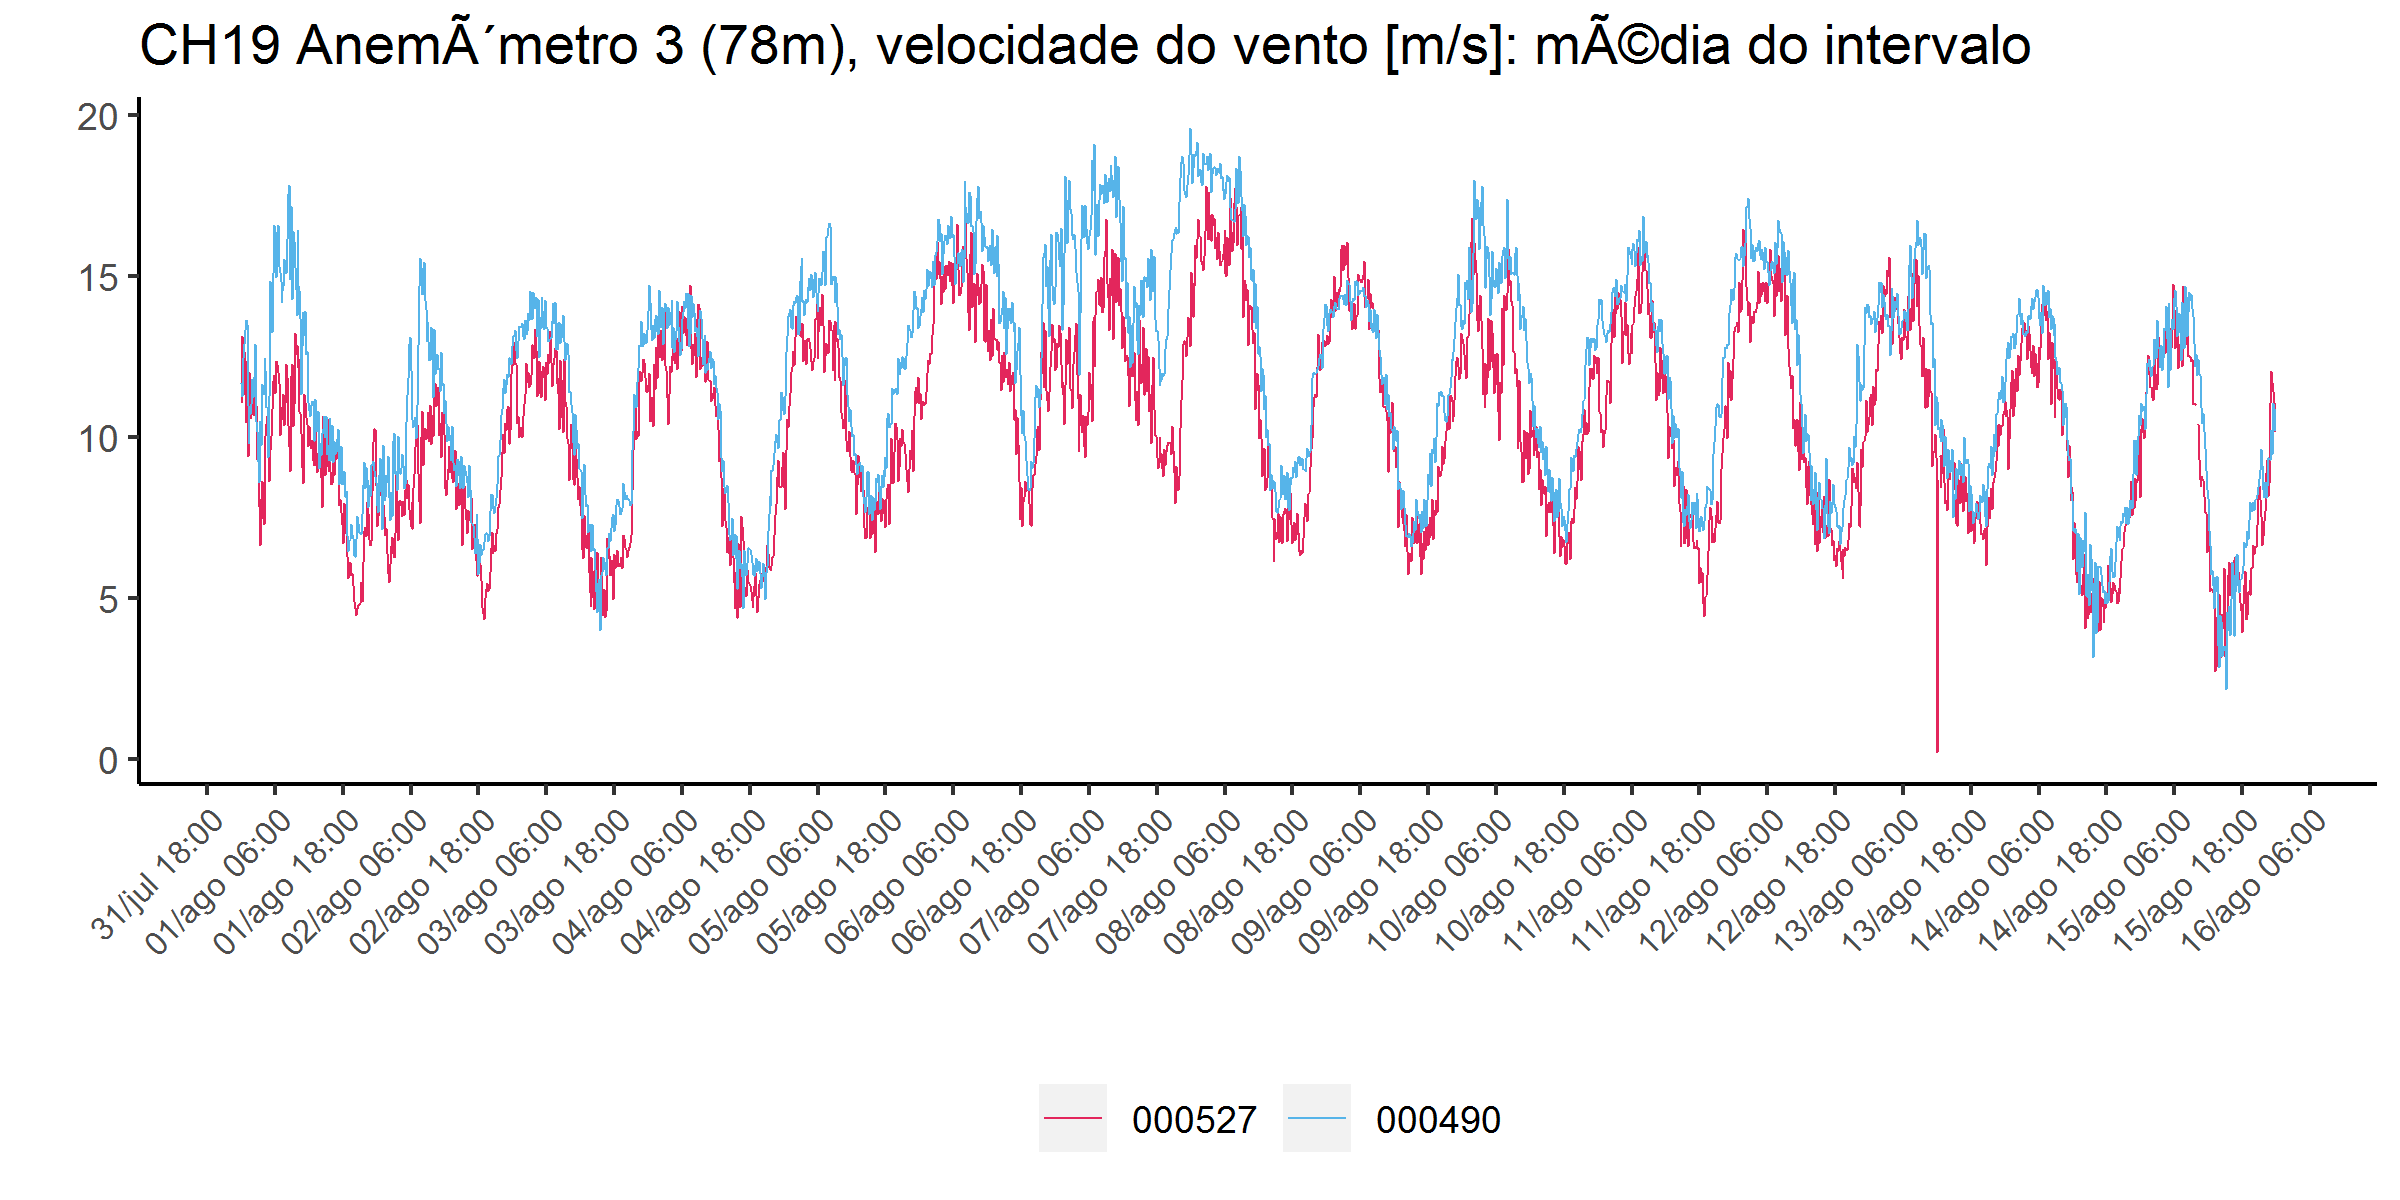 CH19 AnemÃ´metro 3 (78m), velocidade do vento [m/s]: mÃ©dia do intervalo
20
15
10
5
0
31/jul 18:00
01/ago 06:00
01/ago 18:00
02/ago 06:00
02/ago 18:00
03/ago 06:00
03/ago 18:00
04/ago 06:00
04/ago 18:00
05/ago 06:00
05/ago 18:00
06/ago 06:00
06/ago 18:00
07/ago 06:00
07/ago 18:00
08/ago 06:00
08/ago 18:00
09/ago 06:00
09/ago 18:00
10/ago 06:00
10/ago 18:00
11/ago 06:00
11/ago 18:00
12/ago 06:00
12/ago 18:00
13/ago 06:00
13/ago 18:00
14/ago 06:00
14/ago 18:00
15/ago 06:00
15/ago 18:00
16/ago 06:00
000527
000490